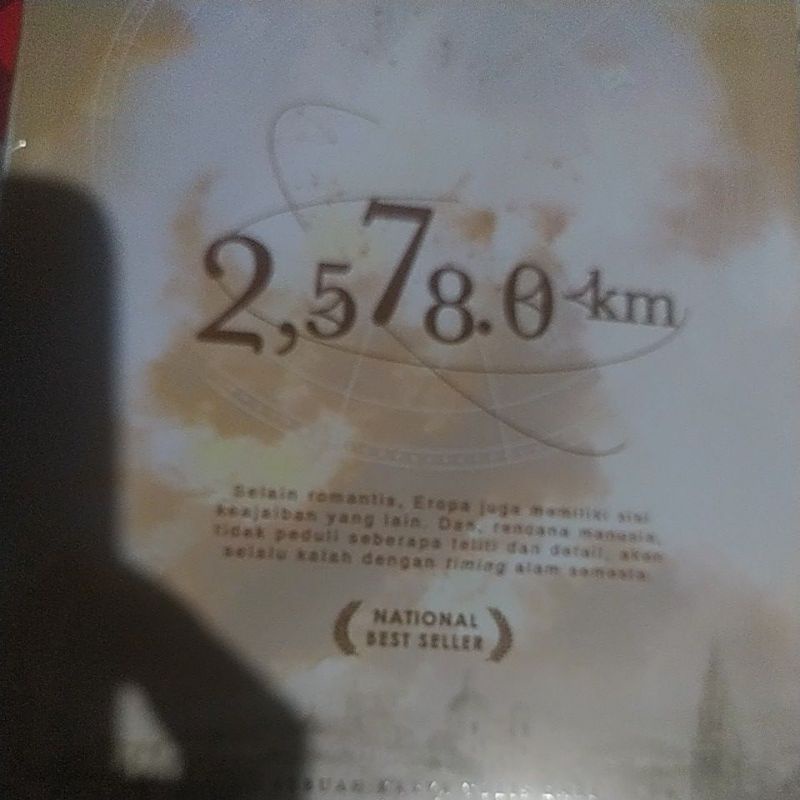 2,578.0 km
Selain romantis, Eropa juga memiliki sisi
keajaiban yang lain. Dan, rencana manusia,
tidak peduli seberapa teliti dan detail, akan
selalu kalah dengan timing alam semesta.
NATIONAL
BEST SELLER